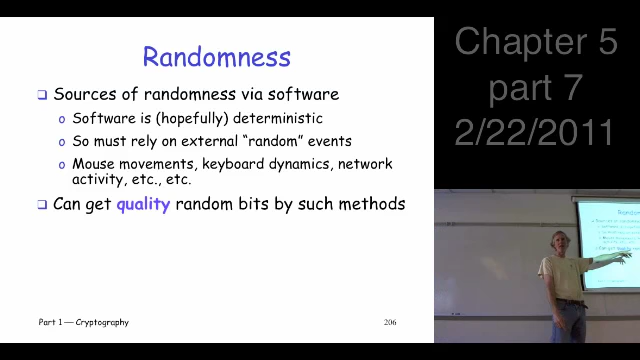 Randomness
Sources of randomness via software
Software is (hopefully) deterministic
So must rely on external “random” events
Mouse movements, keyboard dynamics, network
activity, etc., etc.
Can get quality random bits by such methods
Part 1 — Cryptography
206
Chapter 5
part 7
2/22/2011